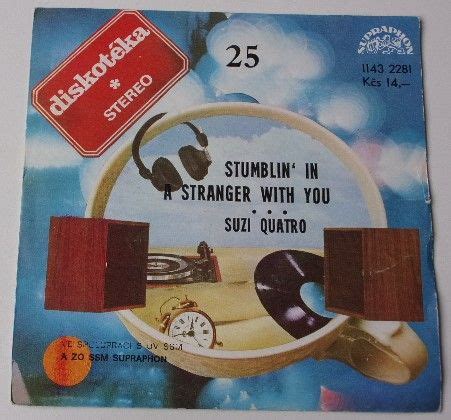 diskotéka
*
STEREO
25
SUPRAPHON
1143 2281
Kčs 14,—
STUMBLIN' IN
A STRANGER WITH YOU
• • •
SUZI QUATRO
VE SPOLUPRÁCI S ÚV SSM
A ZO SSM SUPRAPHON